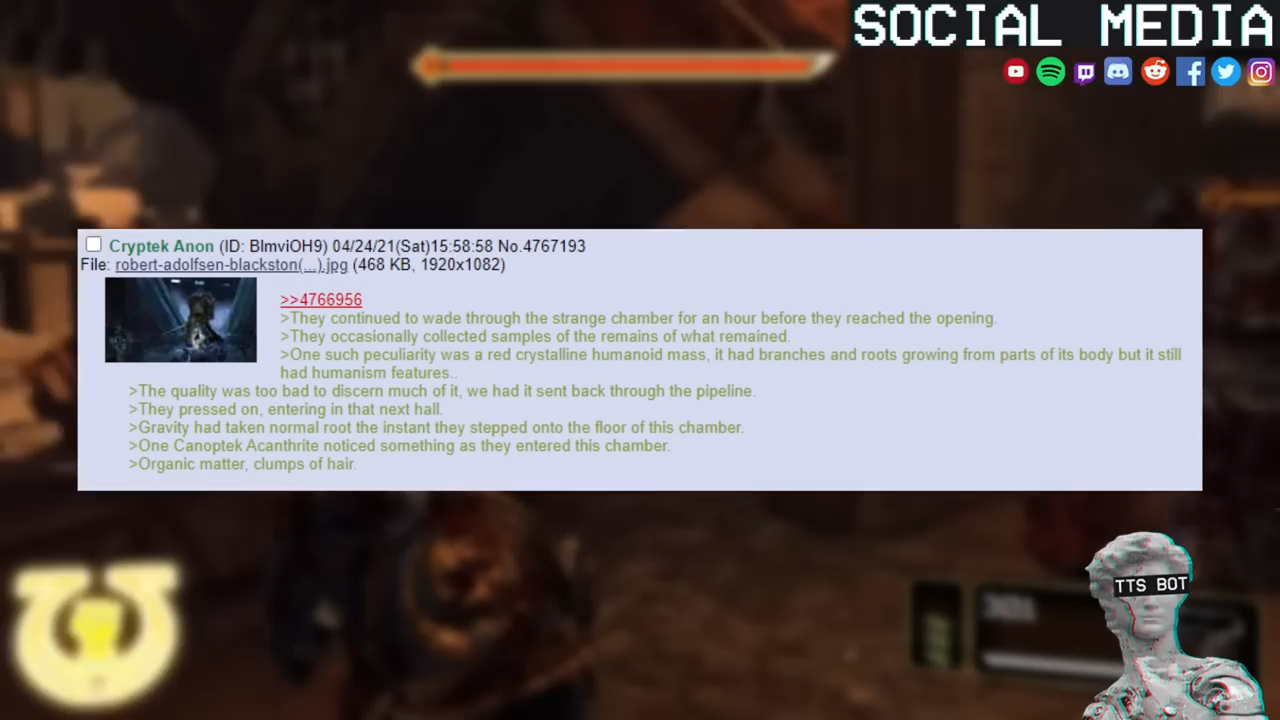 SOCIAL MEDIA
Cryptek Anon (ID: BlmviOH9) 04/24/21(Sat)15:58:58 No.4767193
File: robert-adolfsen-blackston(...).jpg (468 KB, 1920x1082)
>>4766956
>They continued to wade through the strange chamber for an hour before they reached the opening.
>They occasionally collected samples of the remains of what remained.
>One such peculiarity was a red crystalline humanoid mass, it had branches and roots growing from parts of its body but it still
had humanism features..
>The quality was too bad to discern much of it, we had it sent back through the pipeline.
>They pressed on, entering in that next hall.
>Gravity had taken normal root the instant they stepped onto the floor of this chamber.
>One Canoptek Acanthrite noticed something as they entered this chamber.
>Organic matter, clumps of hair.
TTS BOT